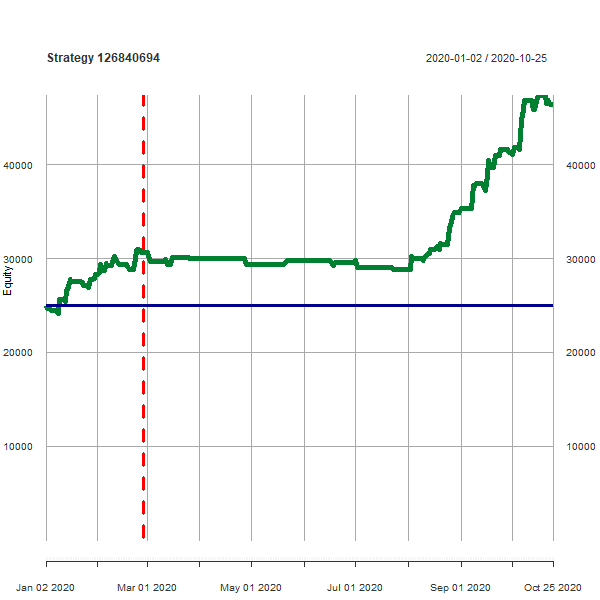 Strategy 126840694
2020-01-02 / 2020-10-25
40000
40000
30000
30000
Equity
20000
20000
10000
10000
Jan 02 2020
Mar 01 2020
May 01 2020
Jul 01 2020
Sep 01 2020
Oct 25 2020